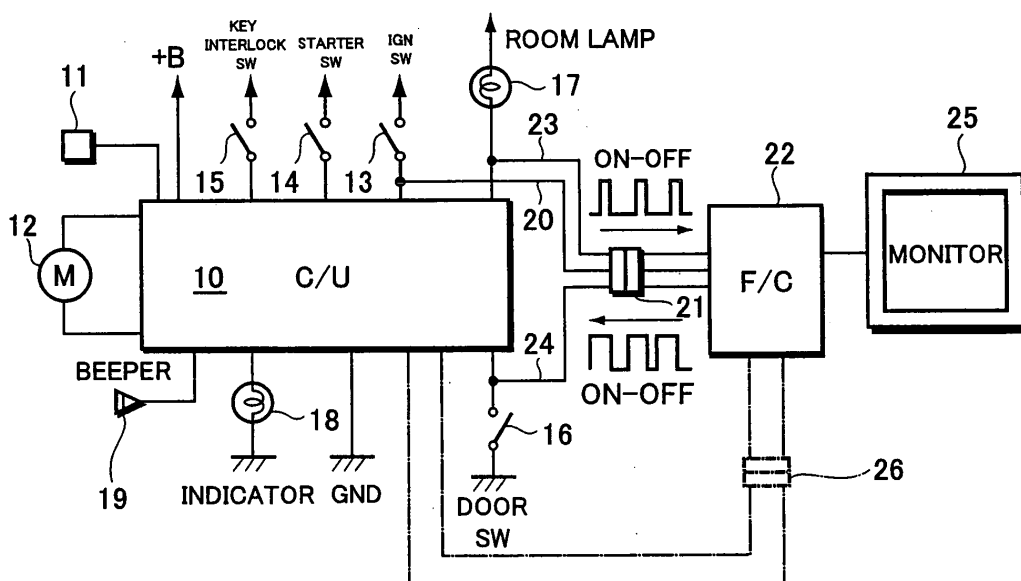 KEY
INTERLOCK
SW
STARTER
SW
IGN
SW
ROOM LAMP
+B
11
17
15
14
13
23
20
ON-OFF
22
25
12
M
10
C/U
F/C
MONITOR
21
24
ON-OFF
BEEPER
19
18
16
26
INDICATOR
GND
DOOR
SW